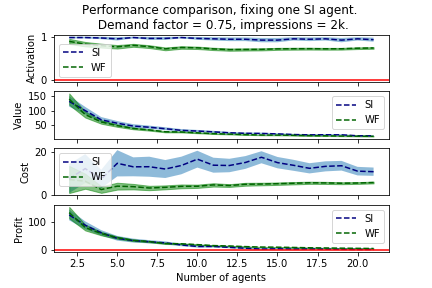 Performance comparison, fixing one SI agent.
Demand factor = 0.75, impressions = 2k.
Activation
1
0
SI
WF
Value
150
100
50
SI
WF
Cost
20
0
SI
WF
Profit
100
0
SI
WF
2.5 5.0 7.5 10.0 12.5 15.0 17.5 20.0
Number of agents